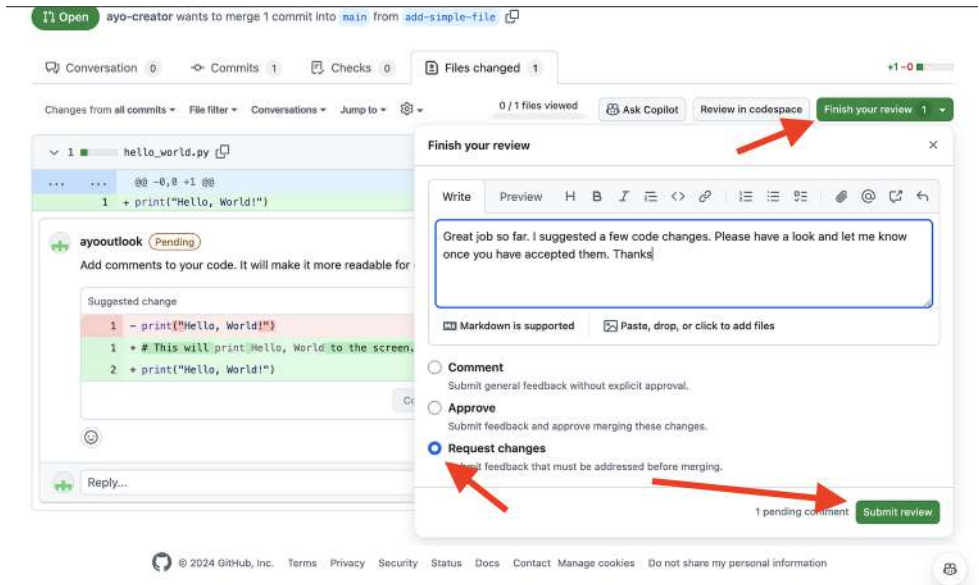 Open ayo-creator wants to merge 1 commit into main from add-simple-file
Conversation 0 Commits 1 Checks 0 Files changed 1 +1 −0
Changes from all commits File filter Conversations Jump to 0 / 1 files viewed Ask Copilot Review in codespace Finish your review 1
1 hello_world.py
... ... @@ -0,0 +1 @@
1 + print("Hello, World!")
ayooutlook Pending
Add comments to your code. It will make it more readable for
Suggested change
1 - print("Hello, World!")
1 + # This will print Hello, World to the screen.
2 + print("Hello, World!")
Reply...
Finish your review
Write Preview H B I
Great job so far. I suggested a few code changes. Please have a look and let me know
once you have accepted them. Thanks
Markdown is supported Paste, drop, or click to add files
Comment
Submit general feedback without explicit approval.
Approve
Submit feedback and approve merging these changes.
Request changes
feedback that must be addressed before merging.
1 pending comment Submit review
© 2024 GitHub, Inc. Terms Privacy Security Status Docs Contact Manage cookies Do not share my personal information